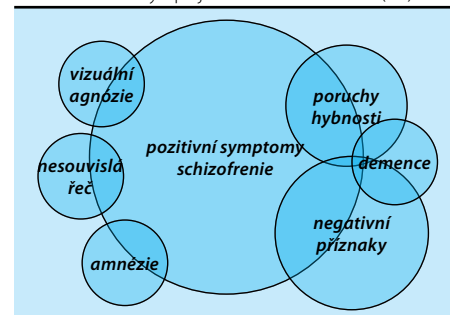 vizuální
agnózie
poruchy
hybnosti
pozitivní symptomy
schizofrenie
nesouvislá
řeč
demence
negativní
příznaky
amnézie